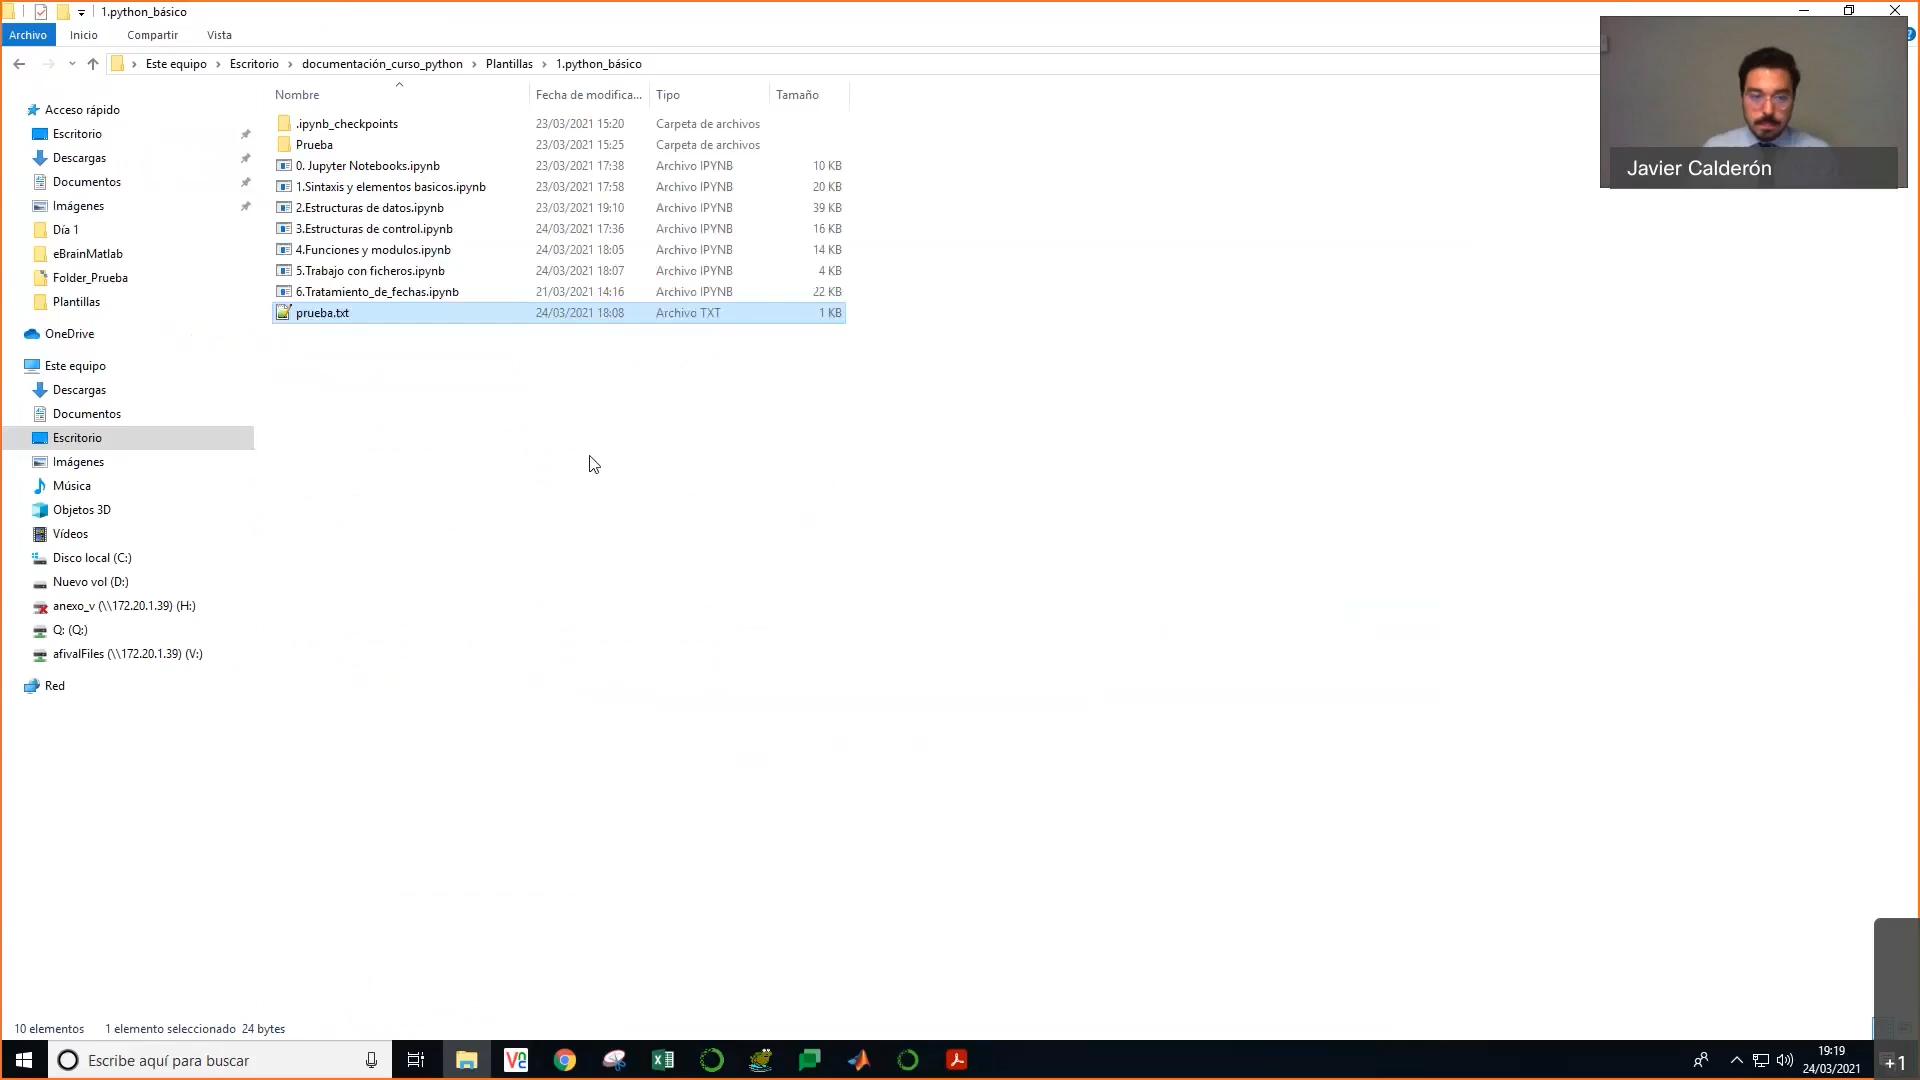 1.python_básico
Archivo Inicio Compartir Vista
Este equipo Escritorio documentación_curso_python Plantillas 1.python_básico
Nombre Fecha de modifica... Tipo Tamaño
.ipynb_checkpoints 23/03/2021 15:20 Carpeta de archivos
Prueba 23/03/2021 15:25 Carpeta de archivos
0. Jupyter Notebooks.ipynb 23/03/2021 17:38 Archivo IPYNB 10 KB
1.Sintaxis y elementos basicos.ipynb 23/03/2021 17:58 Archivo IPYNB 20 KB
2.Estructuras de datos.ipynb 23/03/2021 19:10 Archivo IPYNB 39 KB
3.Estructuras de control.ipynb 24/03/2021 17:36 Archivo IPYNB 16 KB
4.Funciones y modulos.ipynb 24/03/2021 18:05 Archivo IPYNB 14 KB
5.Trabajo con ficheros.ipynb 24/03/2021 18:07 Archivo IPYNB 4 KB
6.Tratamiento_de_fechas.ipynb 21/03/2021 14:16 Archivo IPYNB 22 KB
prueba.txt 24/03/2021 18:08 Archivo TXT 1 KB
Acceso rápido
Escritorio
Descargas
Documentos
Imágenes
Día 1
eBrainMatlab
Folder_Prueba
Plantillas
OneDrive
Este equipo
Descargas
Documentos
Escritorio
Imágenes
Música
Objetos 3D
Vídeos
Disco local (C:)
Nuevo vol (D:)
anexo_v (\\172.20.1.39) (H:)
Q: (Q:)
afivalFiles (\\172.20.1.39) (V:)
Red
Javier Calderón
10 elementos 1 elemento seleccionado 24 bytes
Escribe aquí para buscar
19:19
24/03/2021
+1